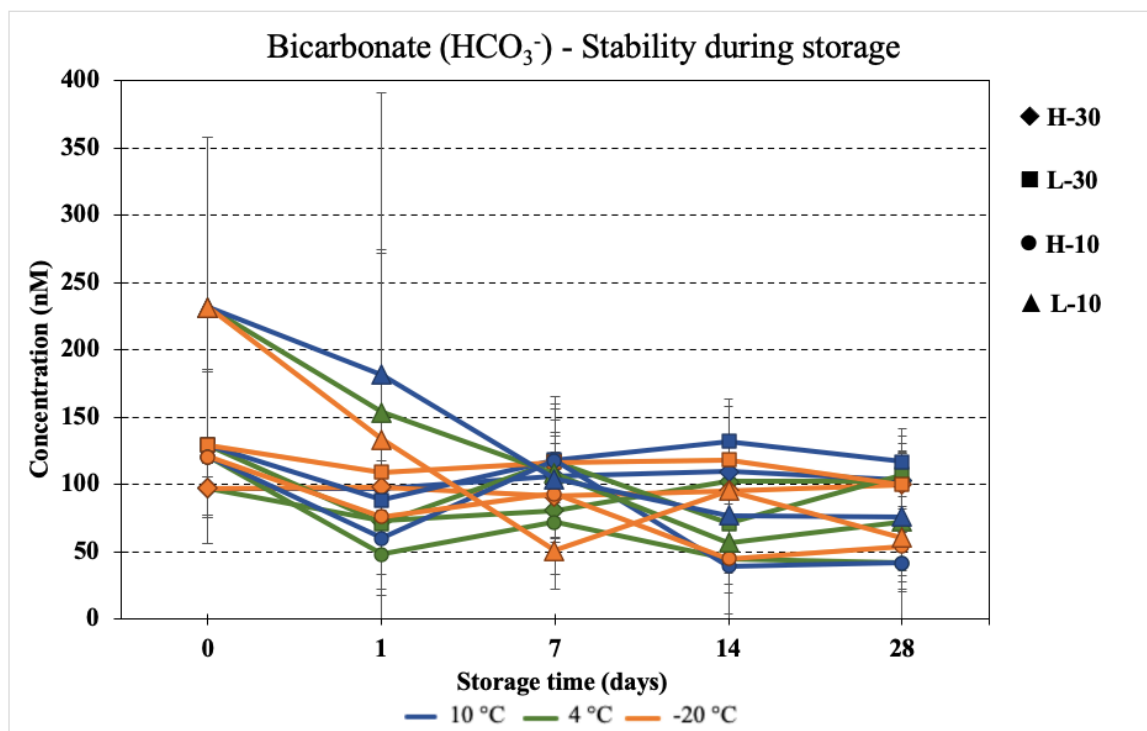 Bicarbonate (HCO₃⁻) - Stability during storage
400
350
300
250
200
150
100
50
0
Concentration (nM)
0 1 7 14 28
Storage time (days)
H-30
L-30
H-10
L-10
10 °C 4 °C -20 °C